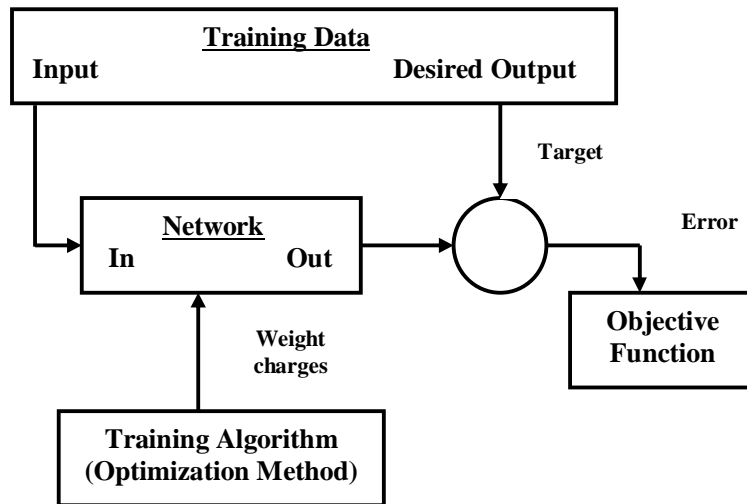 Training Data
Input Desired Output
Target
Error
Network
In Out
Objective
Function
Weight
charges
Training Algorithm
(Optimization Method)